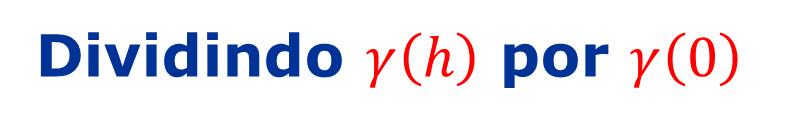 Dividindo γ(h) por γ(0)